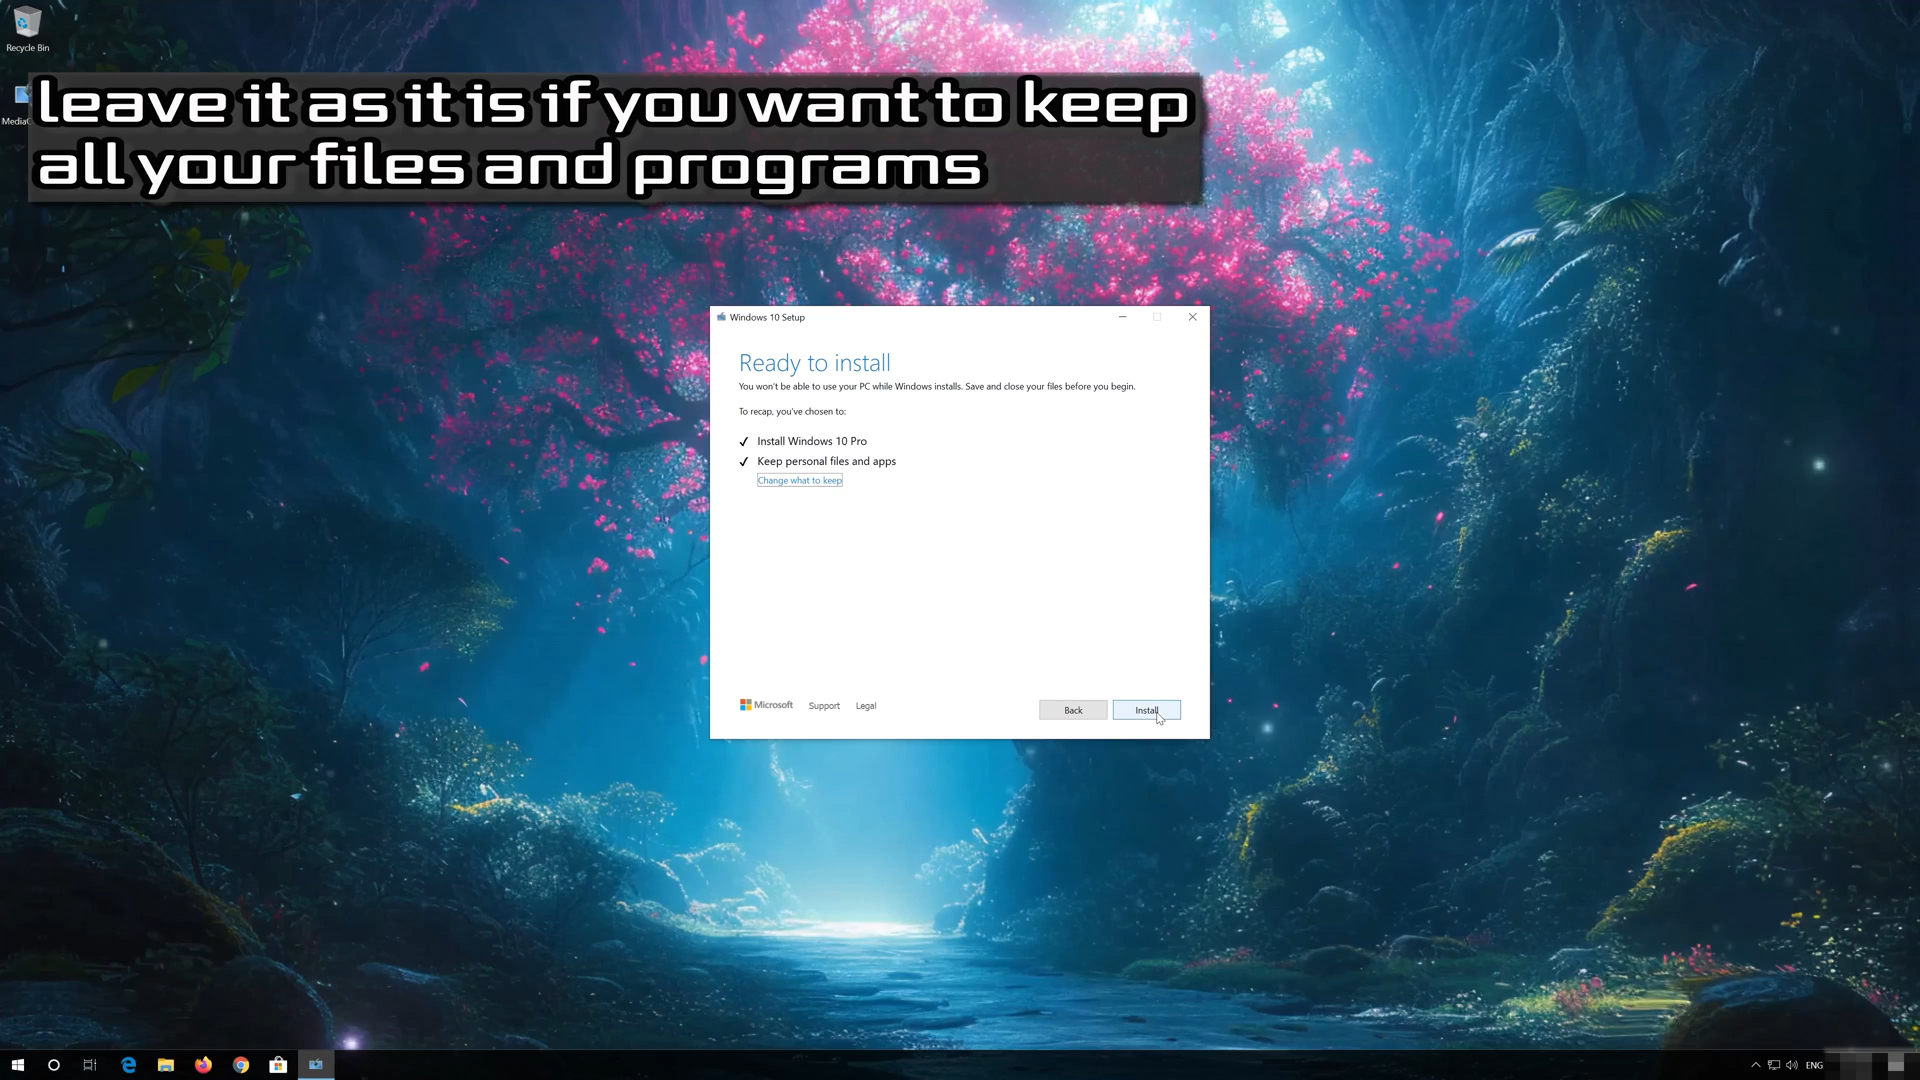 Recycle Bin
leave it as it is if you want to keep
all your files and programs
Windows 10 Setup
Ready to install
You won't be able to use your PC while Windows installs. Save and close your files before you begin.
To recap, you've chosen to:
✓ Install Windows 10 Pro
✓ Keep personal files and apps
Change what to keep
Microsoft Support Legal
Back Install
ENG